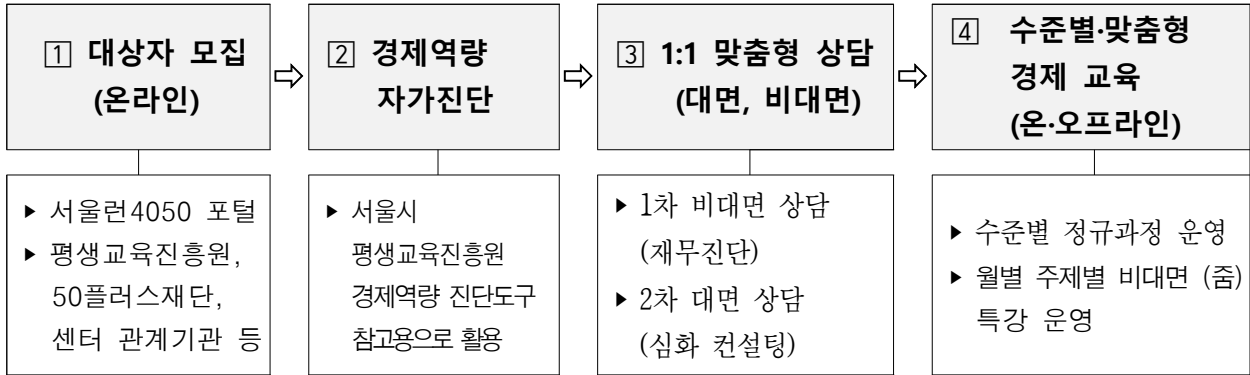 1 대상자 모집
(온라인)
▶ 서울런4050 포털
▶ 평생교육진흥원,
50플러스재단,
센터 관계기관 등
2 경제역량
자가진단
▶ 서울시
평생교육진흥원
경제역량 진단도구
참고용으로 활용
3 1:1 맞춤형 상담
(대면, 비대면)
▶ 1차 비대면 상담
(재무진단)
▶ 2차 대면 상담
(심화 컨설팅)
4 수준별·맞춤형
경제 교육
(온·오프라인)
▶ 수준별 정규과정 운영
▶ 월별 주제별 비대면 (줌)
특강 운영